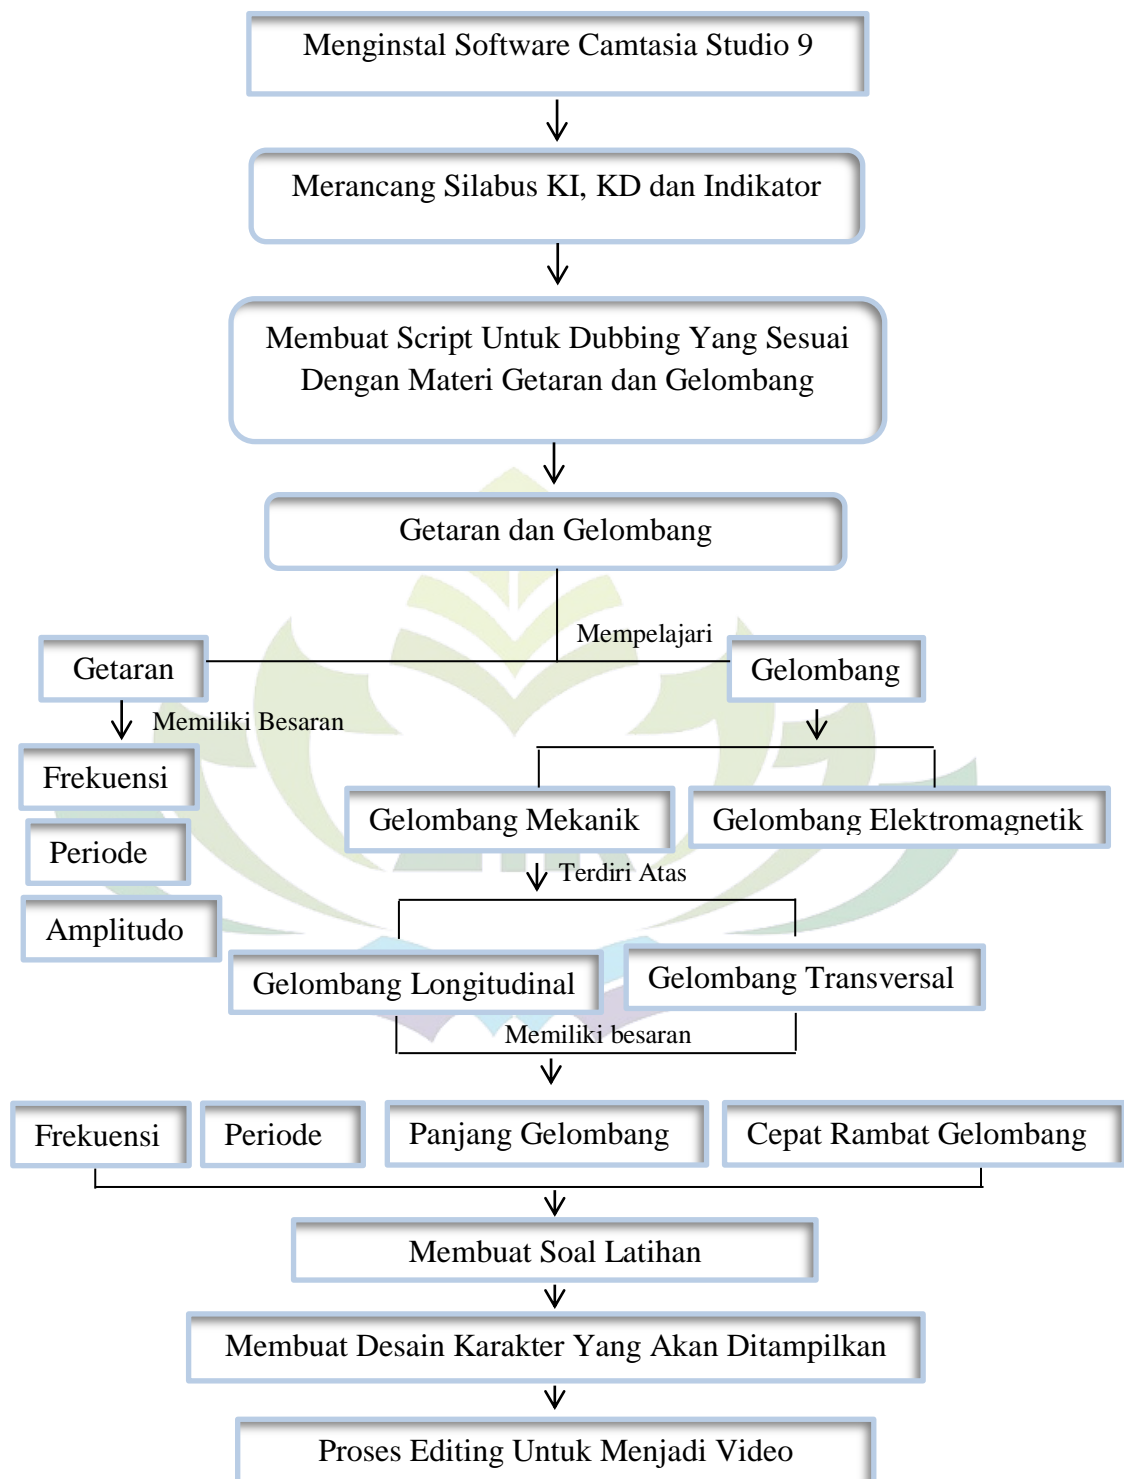 Menginstal Software Camtasia Studio 9
Merancang Silabus KI, KD dan Indikator
Membuat Script Untuk Dubbing Yang Sesuai
Dengan Materi Getaran dan Gelombang
Getaran dan Gelombang
Mempelajari
Getaran
Gelombang
Memiliki Besaran
Frekuensi
Periode
Amplitudo
Gelombang Mekanik
Gelombang Elektromagnetik
Terdiri Atas
Gelombang Longitudinal
Gelombang Transversal
Memiliki besaran
Frekuensi
Periode
Panjang Gelombang
Cepat Rambat Gelombang
Membuat Soal Latihan
Membuat Desain Karakter Yang Akan Ditampilkan
Proses Editing Untuk Menjadi Video